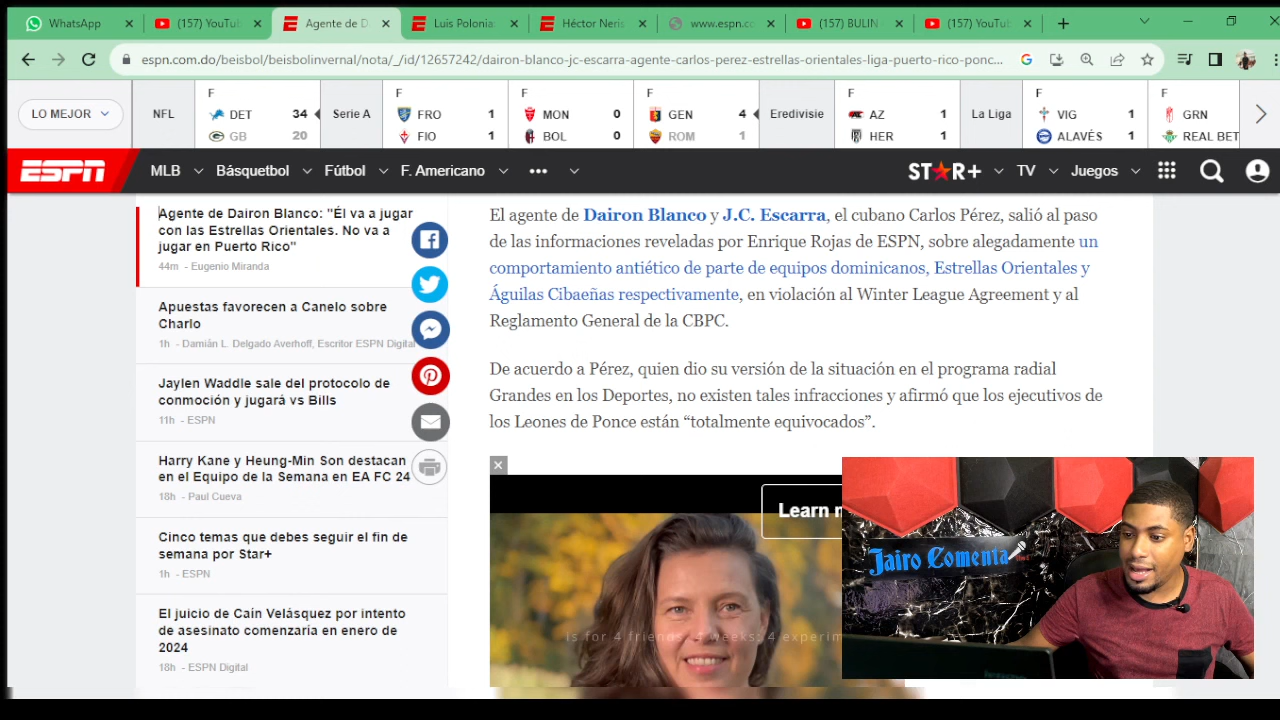 WhatsApp
(157) YouTub
Agente de D
Luis Polonia:
Héctor Neris
www.espn.c
(157) BULIN
(157) YouTub
espn.com.do/beisbol/beisbolinvernal/nota/_/id/12657242/dairon-blanco-jc-escarra-agente-carlos-perez-estrellas-orientales-liga-puerto-rico-ponc...
LO MEJOR
NFL
F
DET 34
GB 20
Serie A
F
FRO 1
FIO 1
F
MON 0
BOL 0
F
GEN 4
ROM 1
Eredivisie
F
AZ 1
HER 1
La Liga
F
VIG 1
ALAVÉS 1
F
GRN
REAL BET
ESPN
MLB
Básquetbol
Fútbol
F. Americano
STAR+
TV
Juegos
Agente de Dairon Blanco: "Él va a jugar
con las Estrellas Orientales. No va a
jugar en Puerto Rico"
44m - Eugenio Miranda
Apuestas favorecen a Canelo sobre
Charlo
1h - Damián L. Delgado Averhoff, Escritor ESPN Digital
Jaylen Waddle sale del protocolo de
conmoción y jugará vs Bills
11h - ESPN
Harry Kane y Heung-Min Son destacan
en el Equipo de la Semana en EA FC 24
18h - Paul Cueva
Cinco temas que debes seguir el fin de
semana por Star+
1h - ESPN
El juicio de Caín Velásquez por intento
de asesinato comenzaría en enero de
2024
18h - ESPN Digital
El agente de Dairon Blanco y J.C. Escarra, el cubano Carlos Pérez, salió al paso
de las informaciones reveladas por Enrique Rojas de ESPN, sobre alegadamente un
comportamiento antiético de parte de equipos dominicanos, Estrellas Orientales y
Águilas Cibaeñas respectivamente, en violación al Winter League Agreement y al
Reglamento General de la CBPC.
De acuerdo a Pérez, quien dio su versión de la situación en el programa radial
Grandes en los Deportes, no existen tales infracciones y afirmó que los ejecutivos de
los Leones de Ponce están “totalmente equivocados”.
Learn
is for 4 friends; 4 weeks; 4 experim
Jairo Comenta